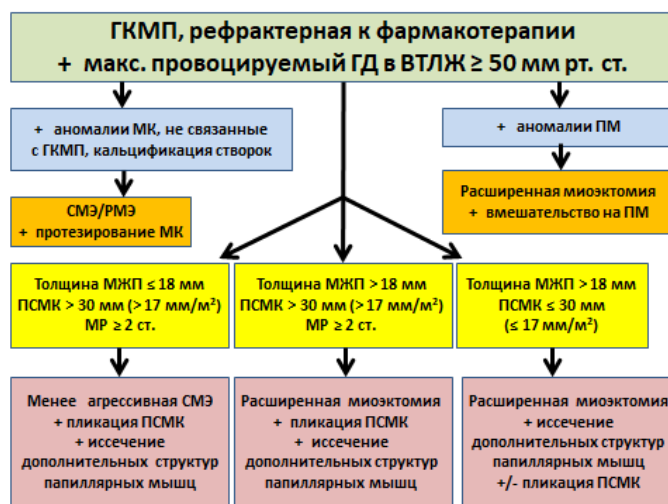 ГКМП, рефрактерная к фармакотерапии
+ макс. провоцируемый ГД в ВТЛЖ ≥ 50 мм рт. ст.
+ аномалии МК, не связанные
с ГКМП, кальцификация створок
+ аномалии ПМ
СМЭ/РМЭ
+ протезирование МК
Расширенная миоэктомия
+ вмешательство на ПМ
Толщина МЖП ≤ 18 мм
ПСМК > 30 мм (> 17 мм/м²)
МР ≥ 2 ст.
Толщина МЖП > 18 мм
ПСМК > 30 мм (> 17 мм/м²)
МР ≥ 2 ст.
Толщина МЖП > 18 мм
ПСМК ≤ 30 мм
(≤ 17 мм/м²)
Менее агрессивная СМЭ
+ пликация ПСМК
+ иссечение
дополнительных структур
папиллярных мышц
Расширенная миоэктомия
+ пликация ПСМК
+ иссечение
дополнительных структур
папиллярных мышц
Расширенная миоэктомия
+ иссечение
дополнительных структур
папиллярных мышц
+/- пликация ПСМК